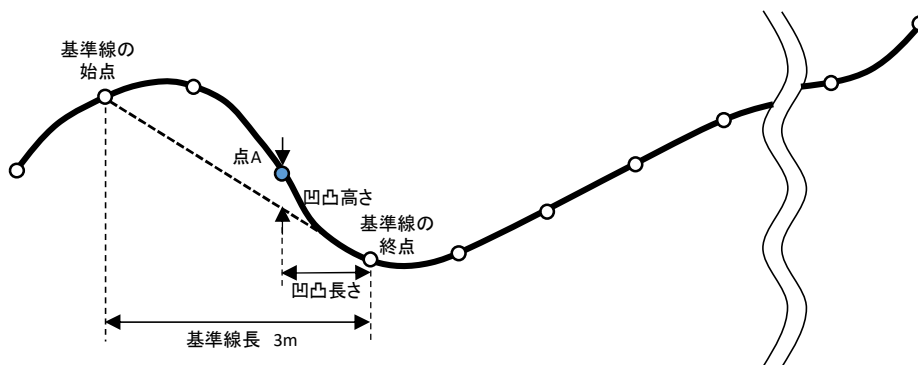 基準線の
始点
点A
凹凸高さ
基準線の
終点
凹凸長さ
基準線長 3m